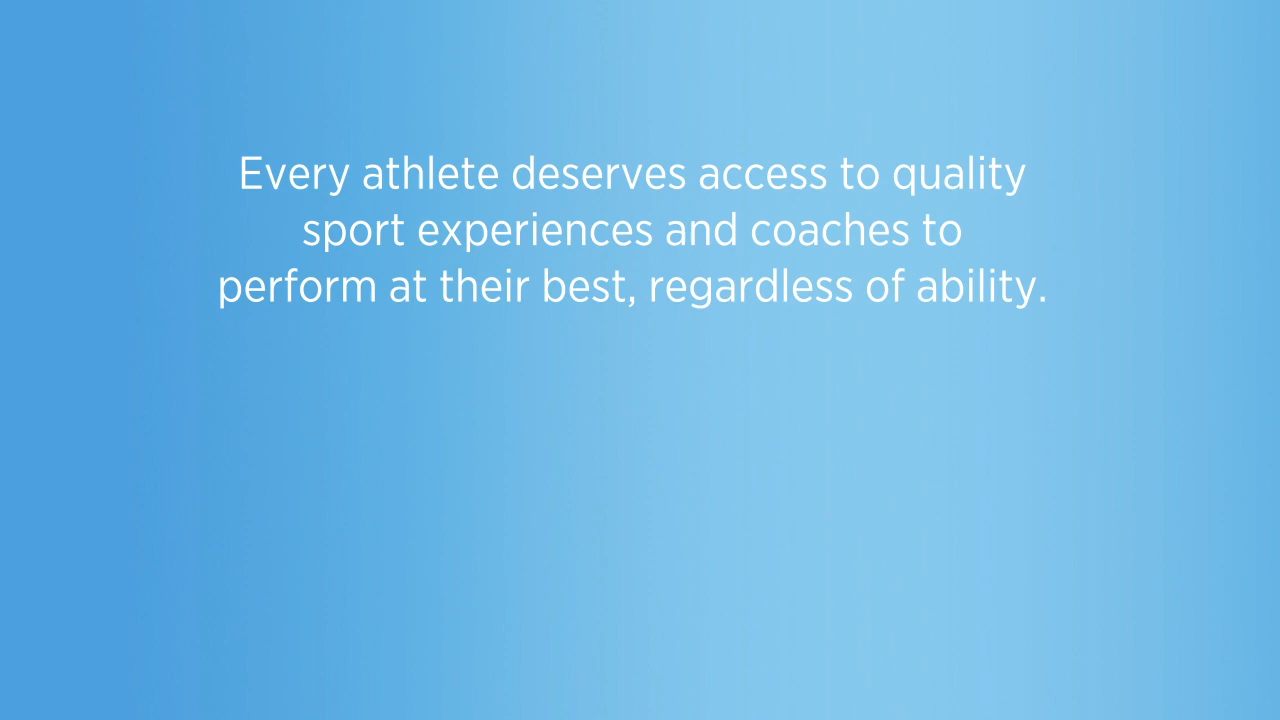 Every athlete deserves access to quality
sport experiences and coaches to
perform at their best, regardless of ability.